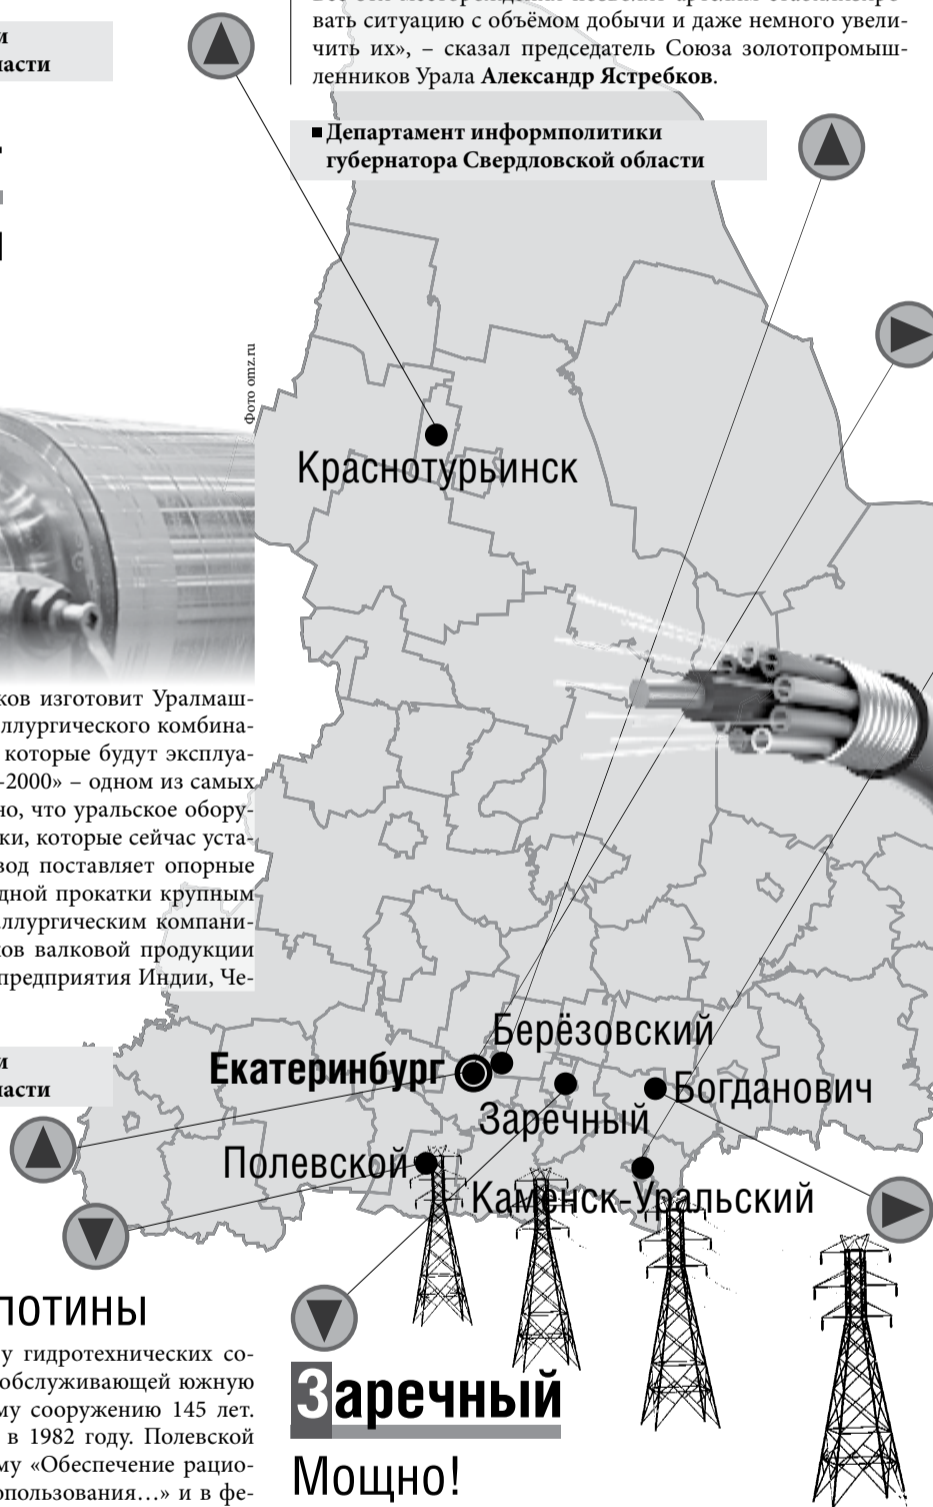 вать ситуацию с объёмом добычи и даже немного увели-
чить их», – сказал председатель Союза золотопромыш-
ленников Урала Александр Ястребков.
Департамент информполитики
губернатора Свердловской области
ласти
Фото omz.ru
Краснотурьинск
ков изготовит Уралмаш-
аллургического комбина-
которые будут эксплуа-
-2000» – одном из самых
но, что уральское обору-
ки, которые сейчас уста-
вод поставляет опорные
дной прокатки крупным
аллургическим компани-
ков валковой продукции
предприятия Индии, Че-
и
ласти
Берёзовский
Екатеринбург
Заречный
Богданович
Полевской
Каменск-Уральский
лотины
у гидротехнических со-
обслуживающей южную
му сооружению 145 лет.
в 1982 году. Полевской
му «Обеспечение рацио-
опользования…» и в фе-
Заречный
Мощно!